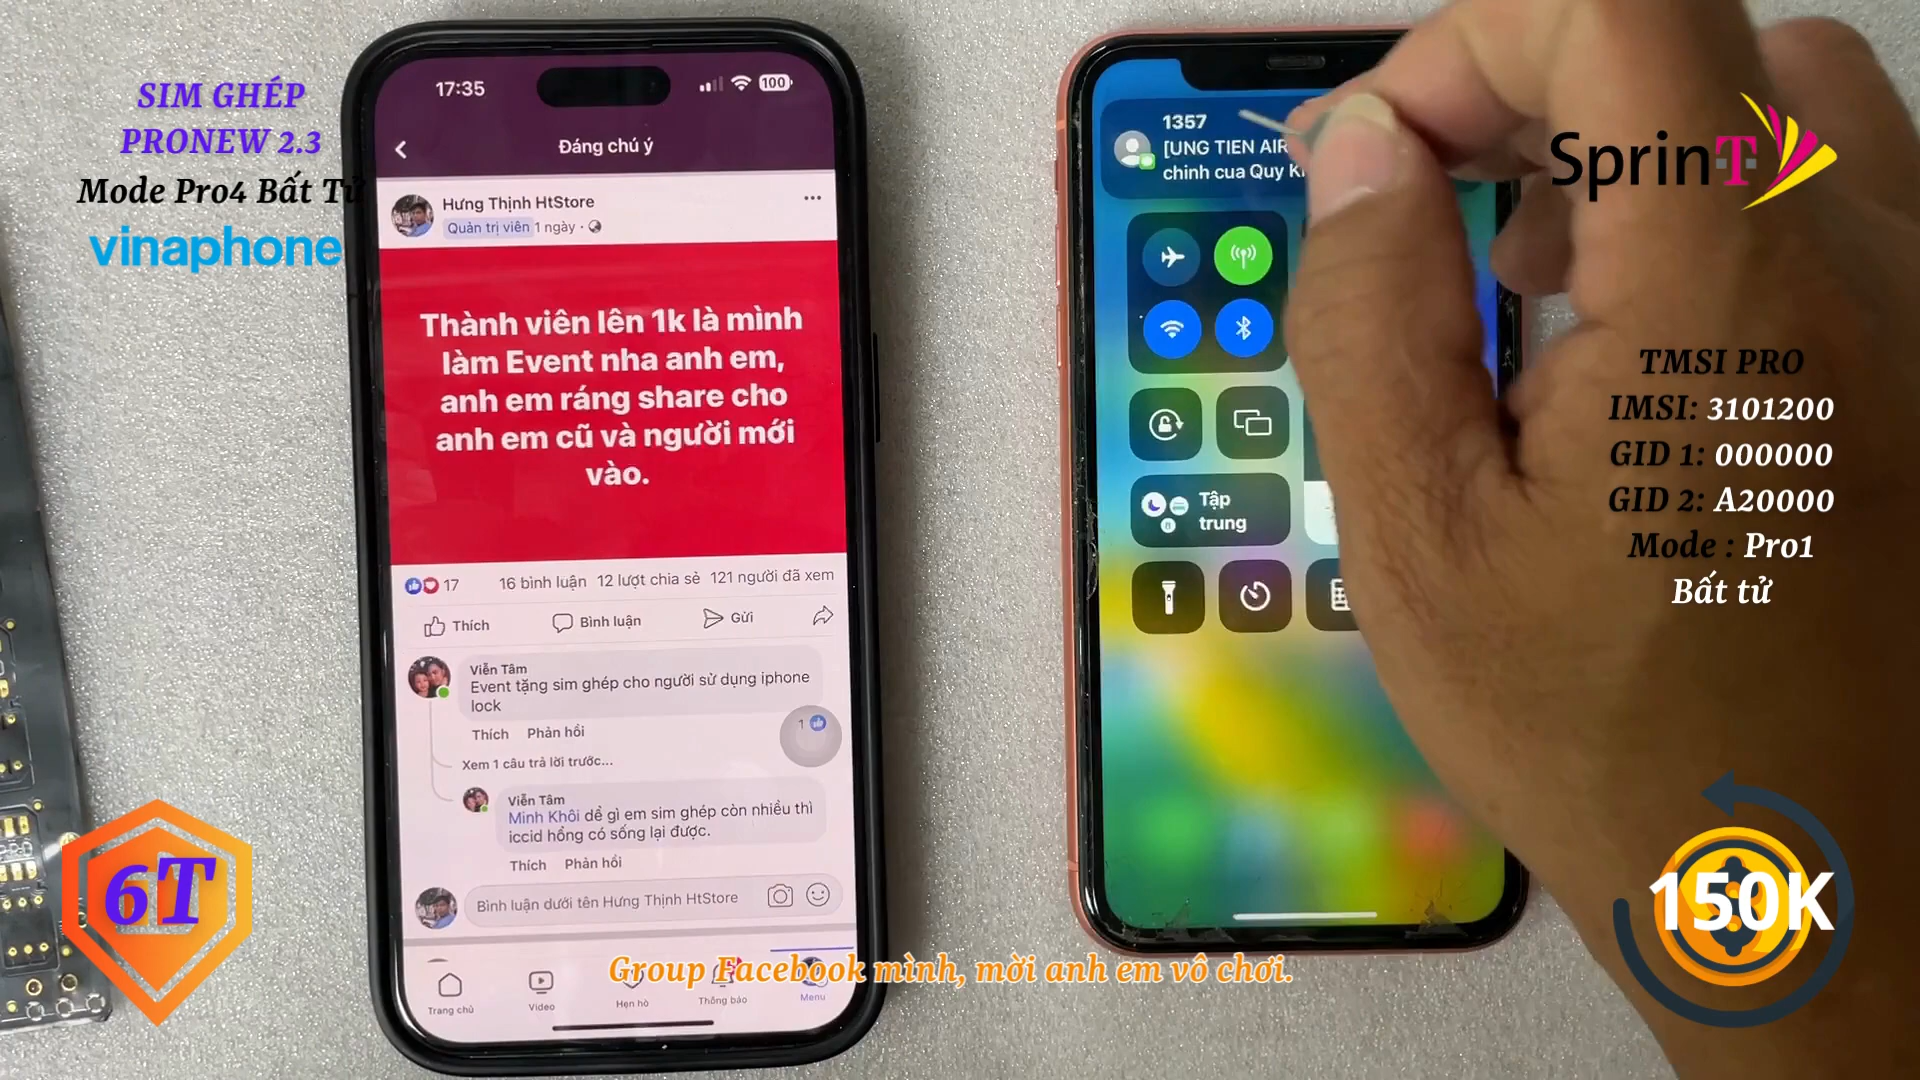 SIM GHÉP
PRONEW 2.3
Mode Pro4 Bất Tử
vinaphone
17:35
100
Đáng chú ý
Hưng Thịnh HtStore
Quản trị viên 1 ngày ·
Thành viên lên 1k là mình
làm Event nha anh em,
anh em ráng share cho
anh em cũ và người mới
vào.
17 16 bình luận 12 lượt chia sẻ 121 người đã xem
Thích Bình luận Gửi
Viễn Tâm
Event tặng sim ghép cho người sử dụng iphone
lock
1
Thích Phản hồi
Xem 1 câu trả lời trước...
Viễn Tâm
Minh Khôi dể gì em sim ghép còn nhiều thì
iccid hổng có sống lại được.
Thích Phản hồi
Bình luận dưới tên Hưng Thịnh HtStore
Trang chủ Video Hẹn hò Thông báo Menu
1357
[UNG TIEN AIR
chinh cua Quy
Tập
trung
SprinT
TMSI PRO
IMSI: 3101200
GID 1: 000000
GID 2: A20000
Mode : Pro1
Bất tử
6T
150K
Group Facebook mình, mời anh em vô chơi.